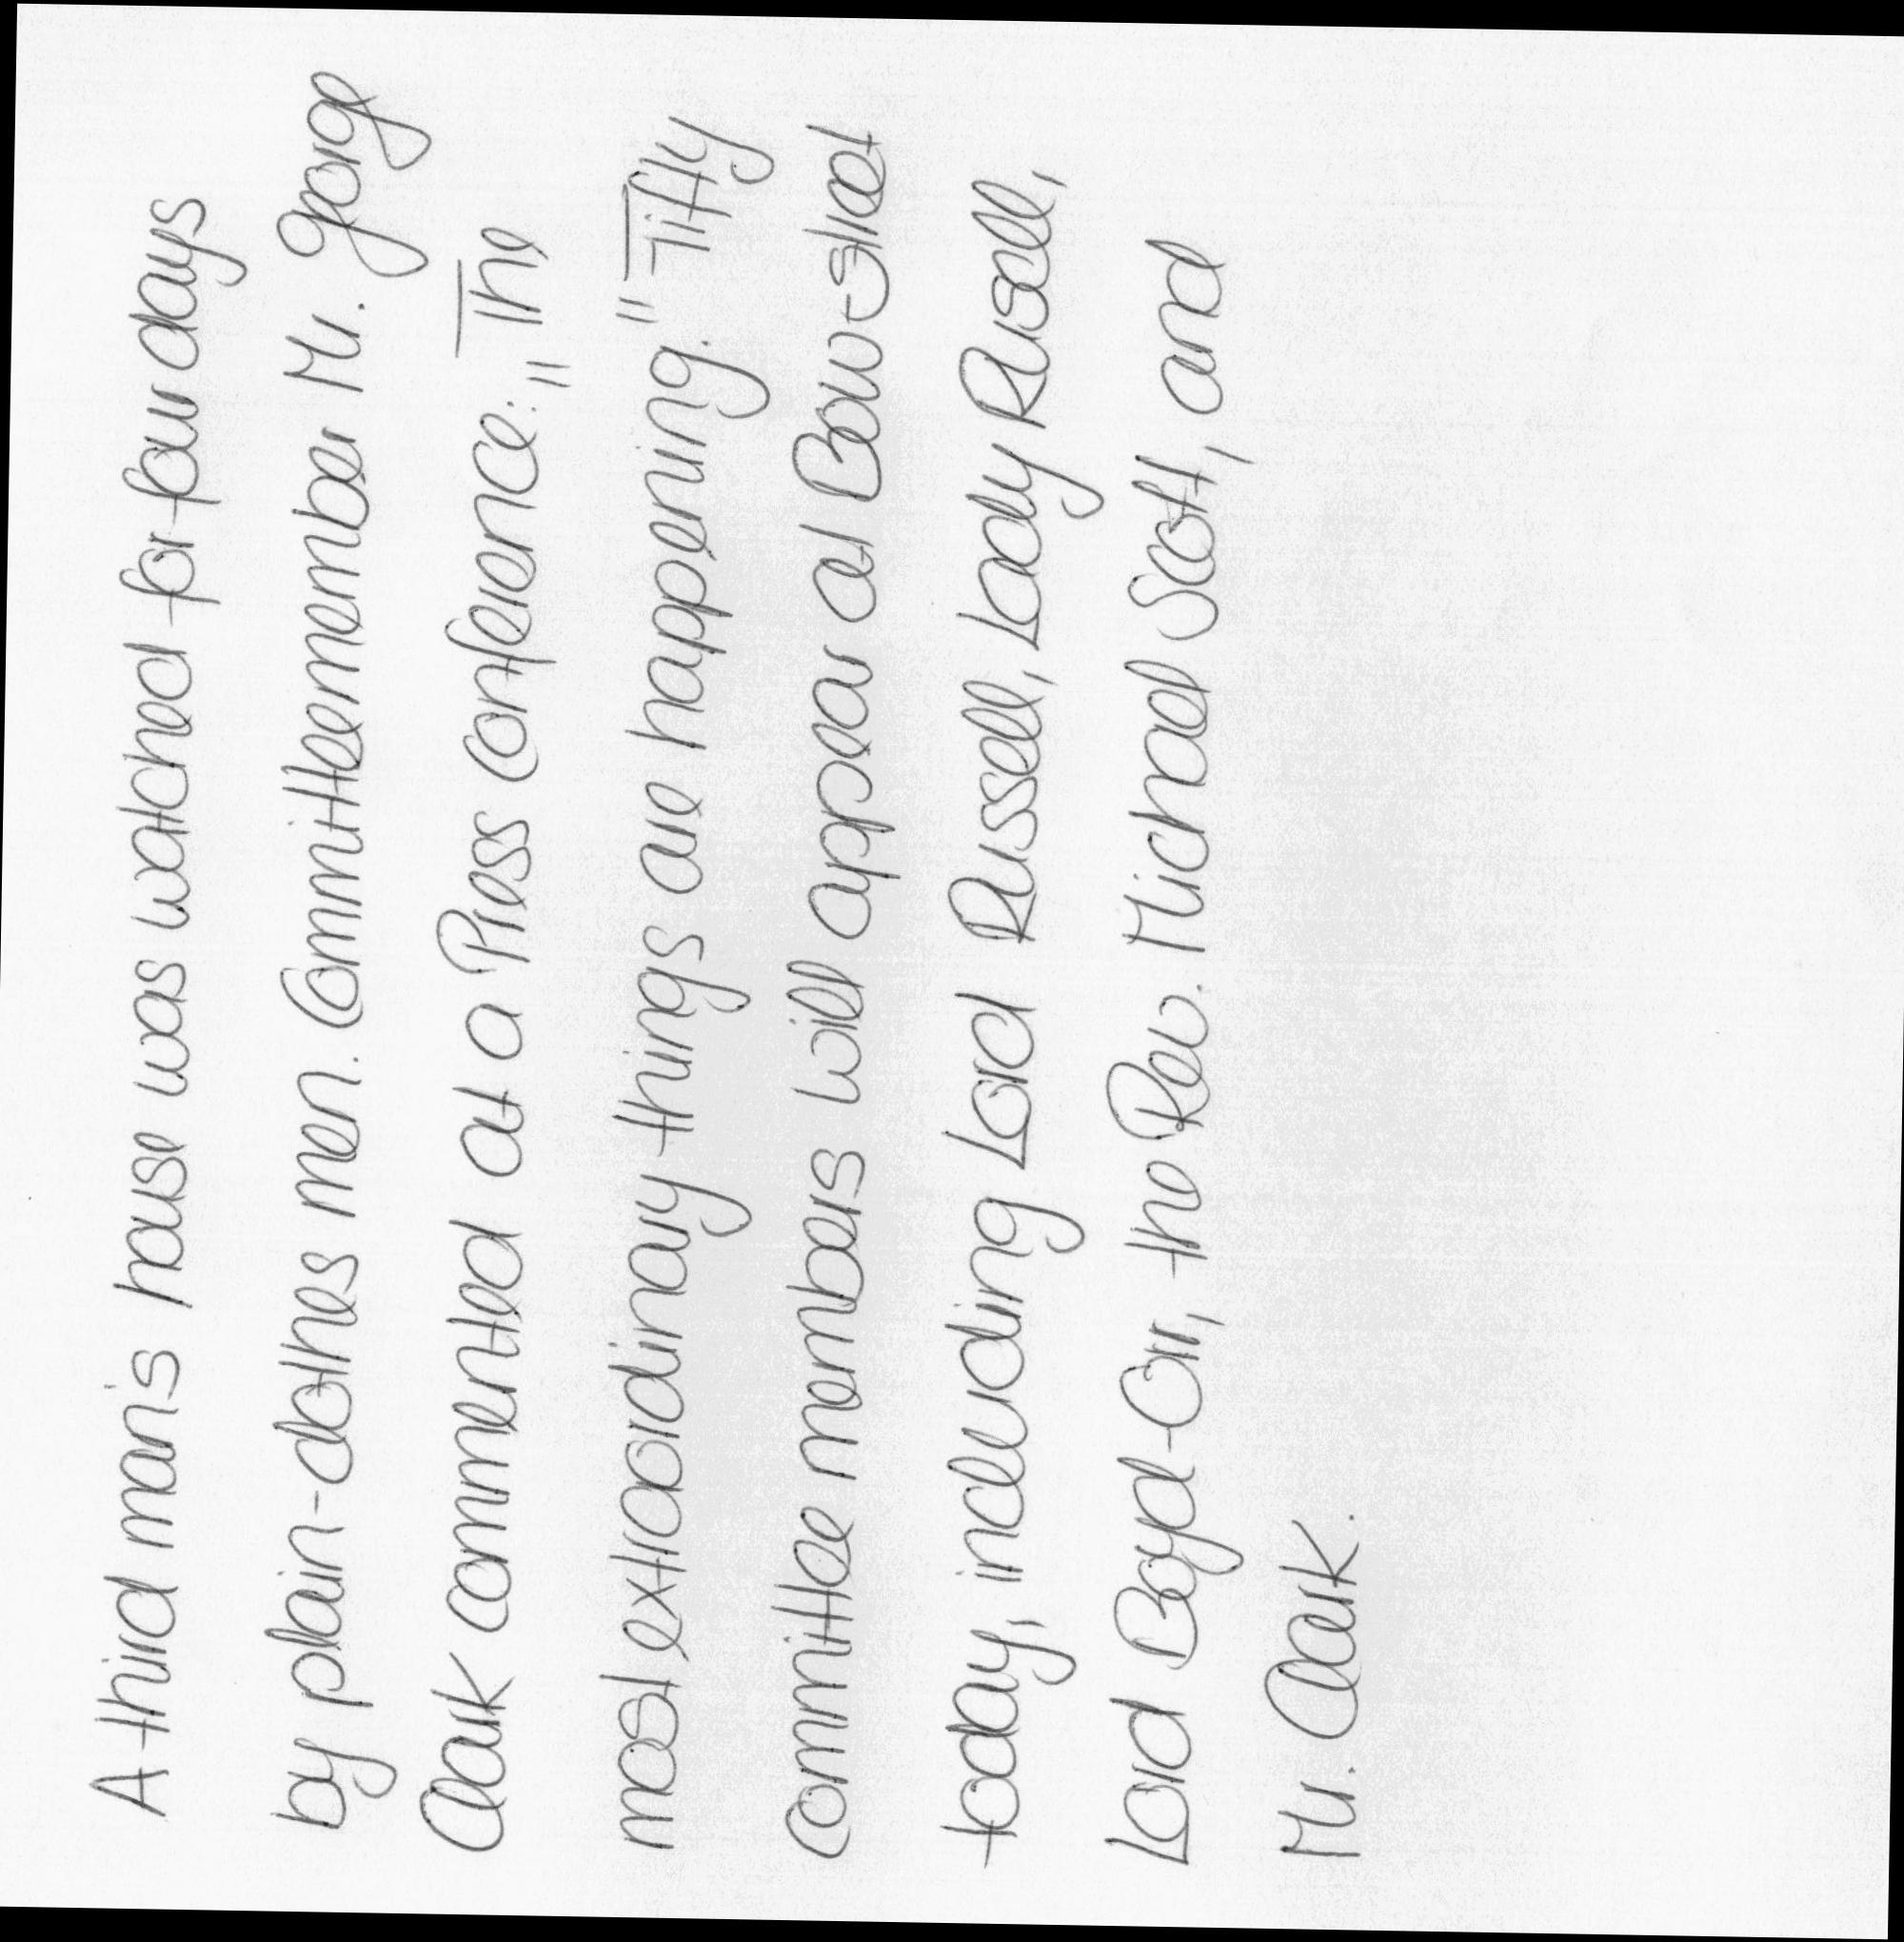 A third man's house was watched for four days
by plain-clothes men. Committeemember Mr. George
Clark commented at a Press Conference: "The
most extraordinary things are happening." Fifty
committee members will appear at Bow-street
today, including Lord Russell, Lady Russell,
Lord Boyd-Orr, the Rev. Michael Scott, and
Mr. Clark.